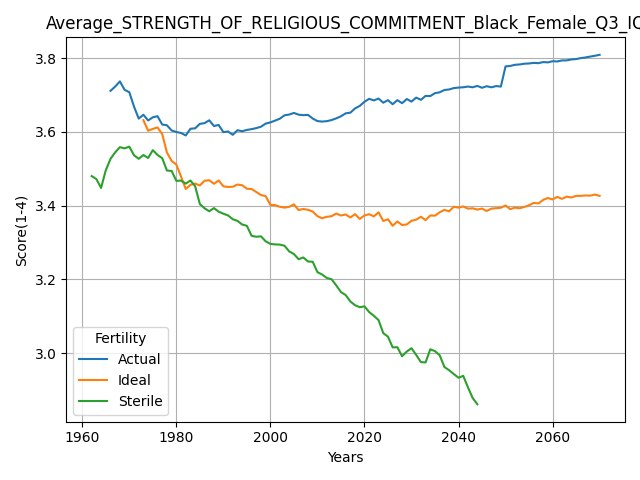 Average_STRENGTH_OF_RELIGIOUS_COMMITMENT_Black_Female_Q3_IQ
3.8
3.6
3.4
3.2
3.0
Score(1-4)
Fertility
Actual
Ideal
Sterile
1960 1980 2000 2020 2040 2060
Years